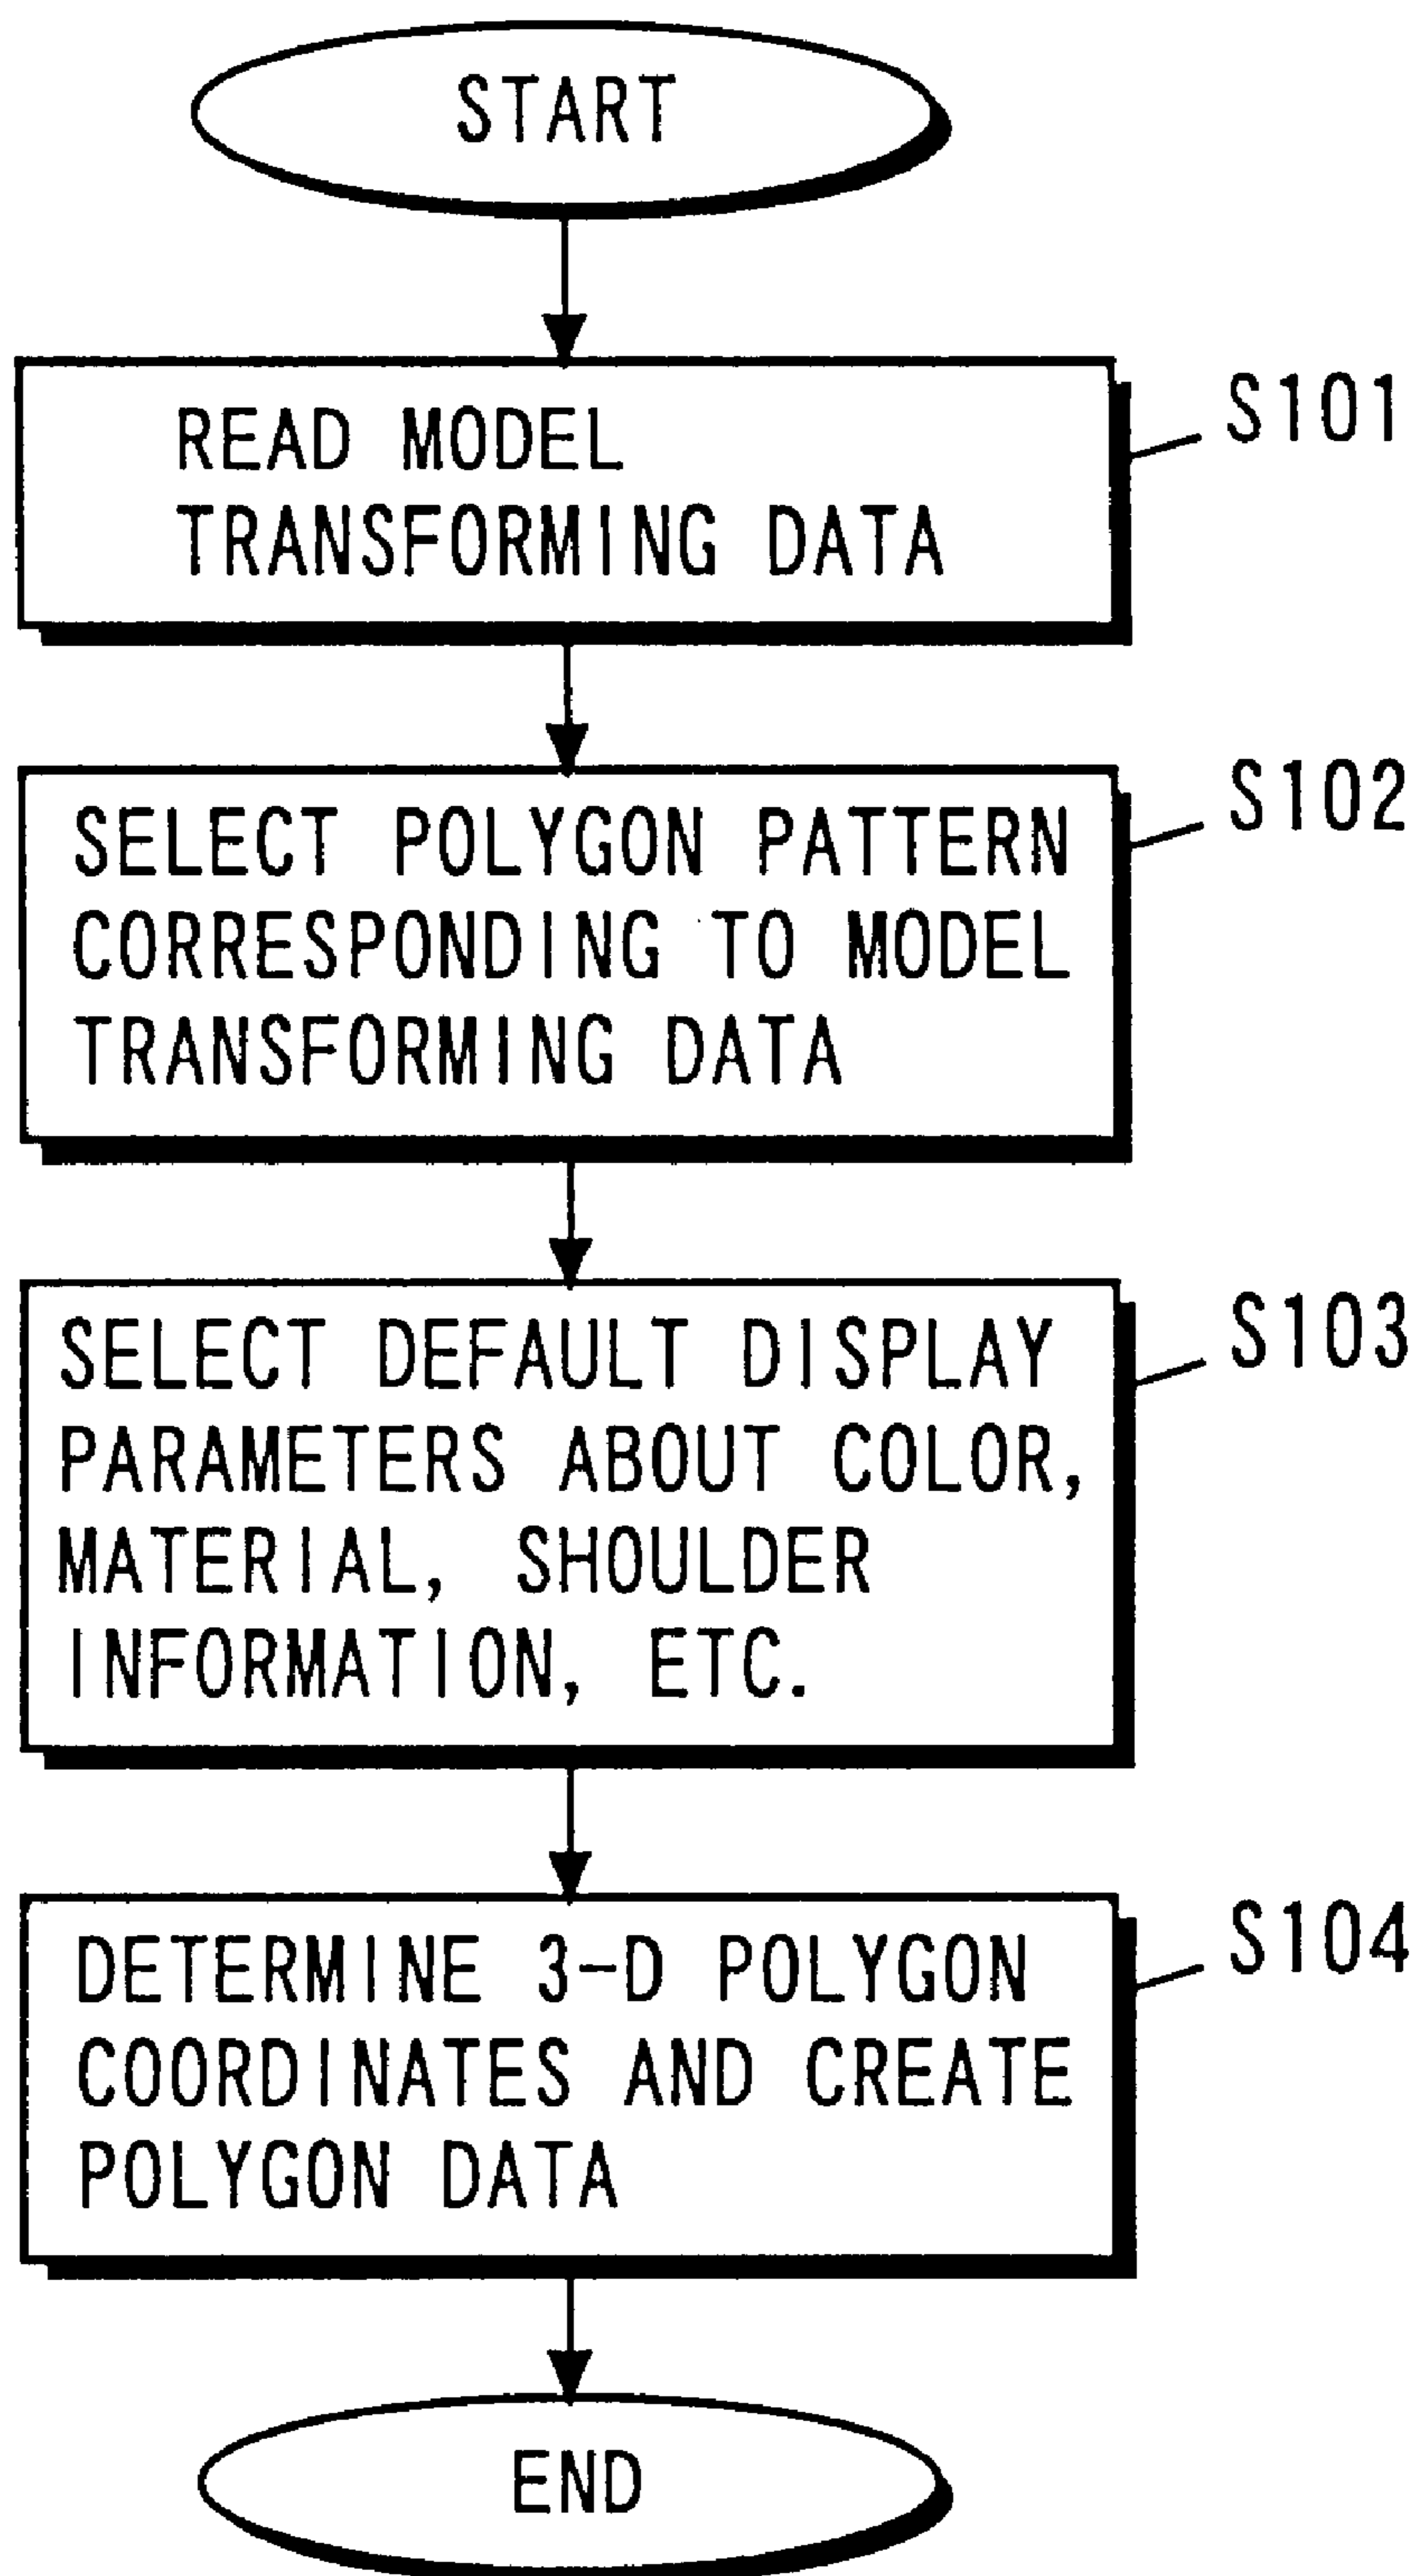 START
READ MODEL
TRANSFORMING DATA
S101
SELECT POLYGON PATTERN
CORRESPONDING TO MODEL
TRANSFORMING DATA
S102
SELECT DEFAULT DISPLAY
PARAMETERS ABOUT COLOR,
MATERIAL, SHOULDER
INFORMATION, ETC.
S103
DETERMINE 3-D POLYGON
COORDINATES AND CREATE
POLYGON DATA
S104
END